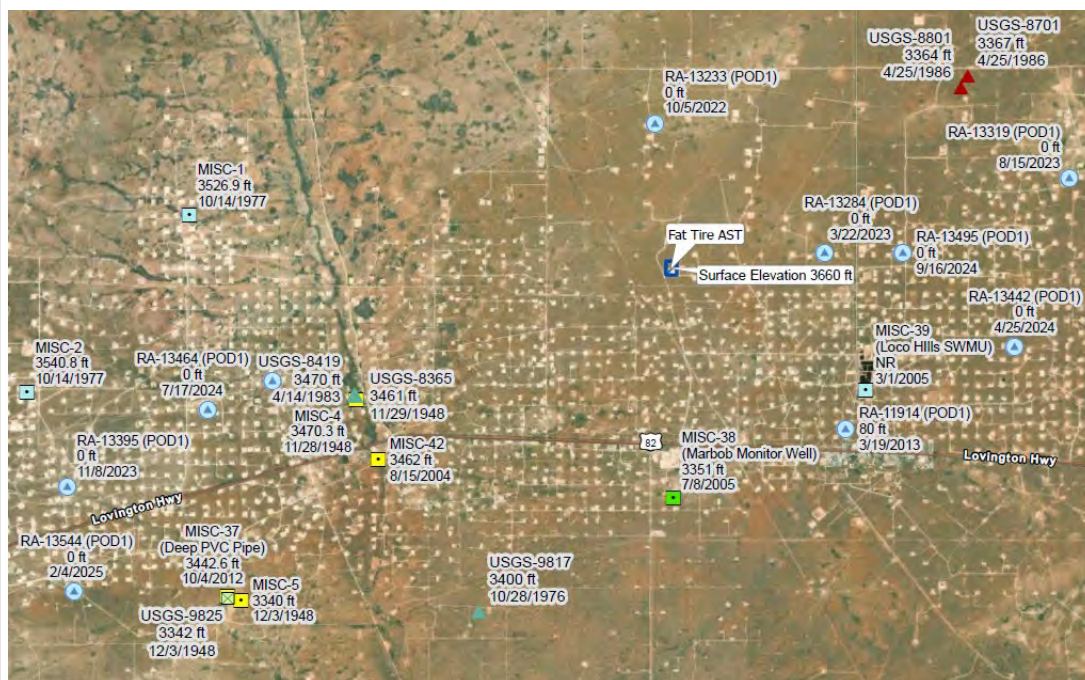 USGS-8701
3367 ft
4/25/1986
USGS-8801
3364 ft
4/25/1986
RA-13233 (POD1)
0 ft
10/5/2022
RA-13319 (POD1)
0 ft
8/15/2023
MISC-1
3526.9 ft
10/14/1977
RA-13284 (POD1)
0 ft
3/22/2023
Fat Tire AST
RA-13495 (POD1)
0 ft
9/16/2024
Surface Elevation 3660 ft
RA-13442 (POD1)
0 ft
4/25/2024
MISC-39
(Loco HIlls SWMU)
NR
3/1/2005
MISC-2
3540.8 ft
10/14/1977
RA-13464 (POD1)
0 ft
7/17/2024
USGS-8419
3470 ft
4/14/1983
USGS-8365
3461 ft
11/29/1948
MISC-4
3470.3 ft
11/28/1948
RA-11914 (POD1)
80 ft
3/19/2013
MISC-42
3462 ft
8/15/2004
82
MISC-38
(Marbob Monitor Well)
3351 ft
7/8/2005
RA-13395 (POD1)
0 ft
11/8/2023
Lovington Hwy
Lovington Hwy
MISC-37
(Deep PVC Pipe)
3442.6 ft
10/4/2012
RA-13544 (POD1)
0 ft
2/4/2025
MISC-5
3340 ft
12/3/1948
USGS-9817
3400 ft
10/28/1976
USGS-9825
3342 ft
12/3/1948